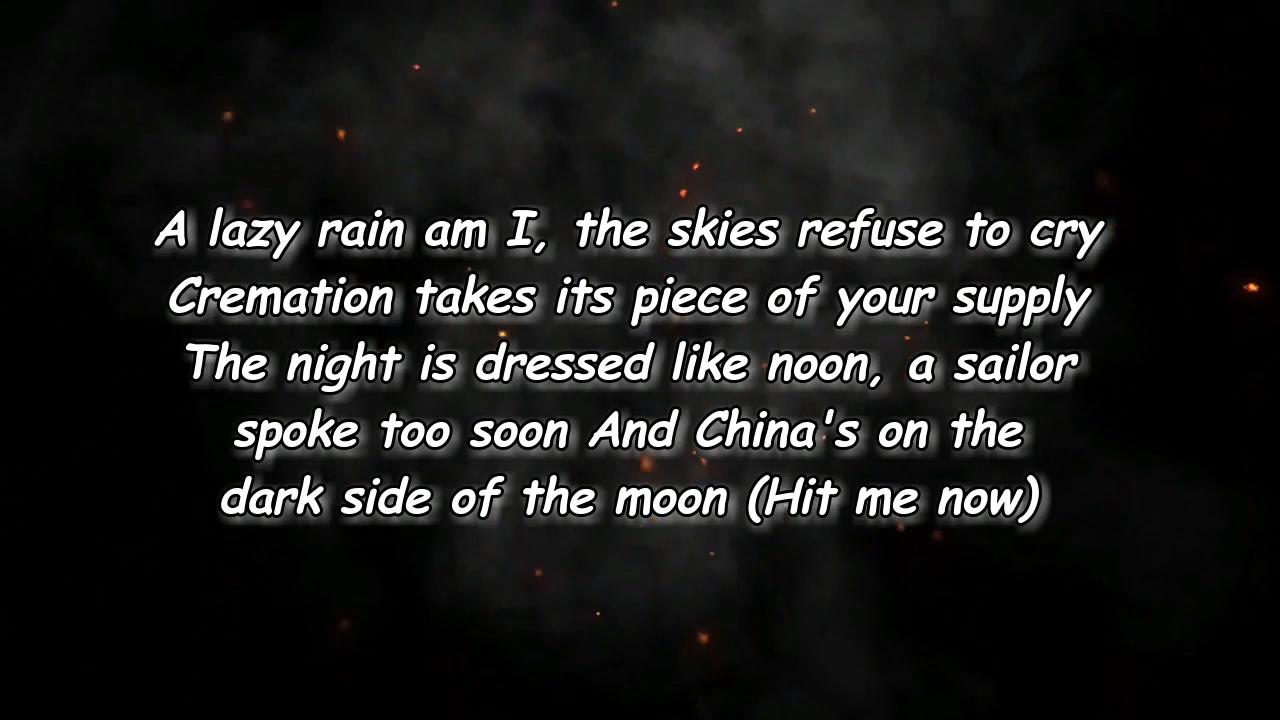 A lazy rain am I, the skies refuse to cry
Cremation takes its piece of your supply
The night is dressed like noon, a sailor
spoke too soon And China's on the
dark side of the moon (Hit me now)